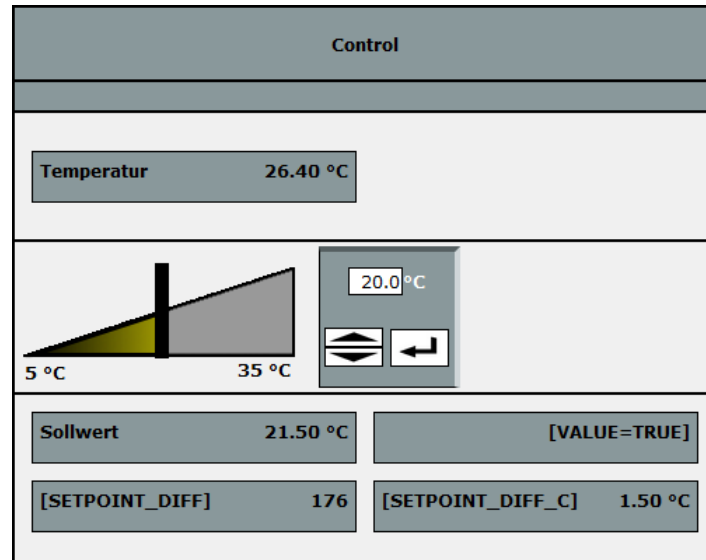 Control
Temperatur 26.40 °C
20.0 °C
5 °C 35 °C
Sollwert 21.50 °C [VALUE=TRUE]
[SETPOINT_DIFF] 176 [SETPOINT_DIFF_C] 1.50 °C